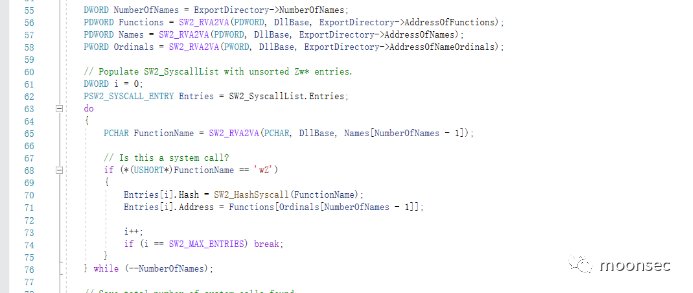 55 DWORD NumberOfNames = ExportDirectory->NumberOfNames;
56 PDWORD Functions = SW2_RVA2VA(PDWORD, DllBase, ExportDirectory->AddressOfFunctions);
57 PDWORD Names = SW2_RVA2VA(PDWORD, DllBase, ExportDirectory->AddressOfNames);
58 PWORD Ordinals = SW2_RVA2VA(PWORD, DllBase, ExportDirectory->AddressOfNameOrdinals);
59
60 // Populate SW2_SyscallList with unsorted Zw* entries.
61 DWORD i = 0;
62 PSW2_SYSCALL_ENTRY Entries = SW2_SyscallList.Entries;
63 do
64 {
65 PCHAR FunctionName = SW2_RVA2VA(PCHAR, DllBase, Names[NumberOfNames - 1]);
66
67 // Is this a system call?
68 if (*(USHORT*)FunctionName == 'wZ')
69 {
70 Entries[i].Hash = SW2_HashSyscall(FunctionName);
71 Entries[i].Address = Functions[Ordinals[NumberOfNames - 1]];
72
73 i++;
74 if (i == SW2_MAX_ENTRIES) break;
75 }
76 } while (--NumberOfNames);
77
moonsec